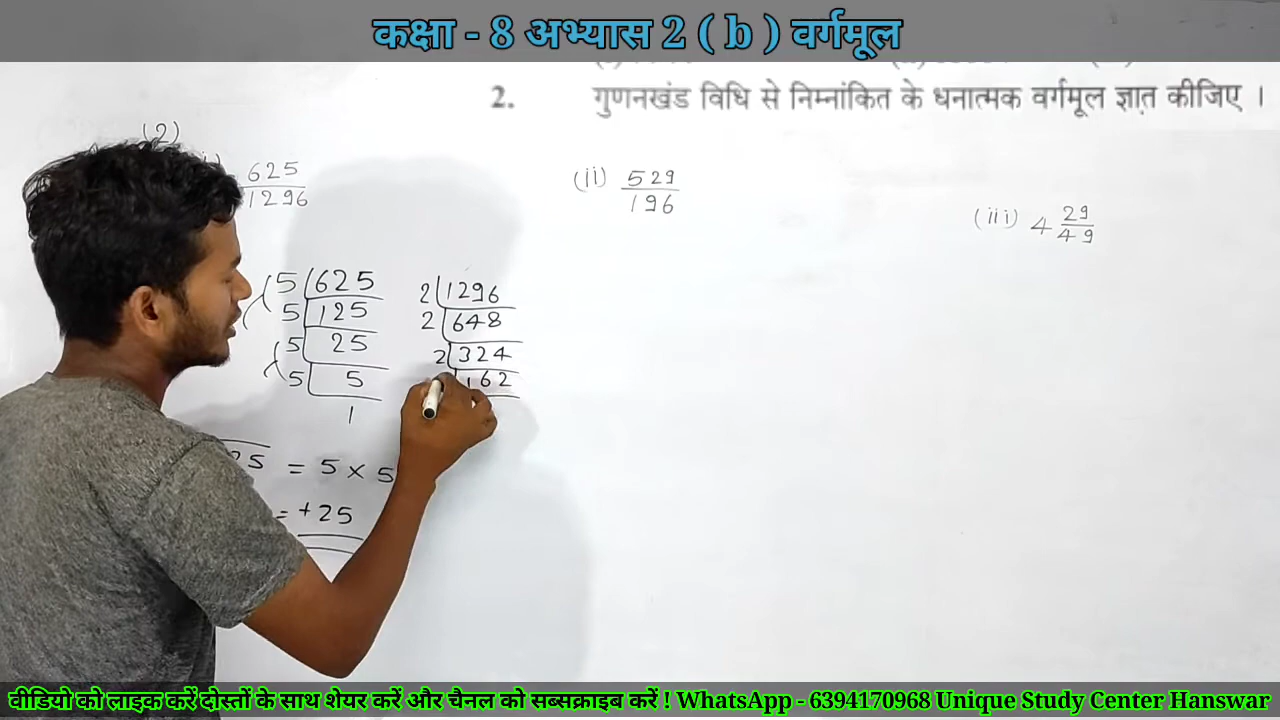 कक्षा - 8 अभ्यास 2 ( b ) वर्गमूल
2. गुणनखंड विधि से निम्नांकित के धनात्मक वर्गमूल ज्ञात कीजिए ।
(2)
625
1296
(ii) 529
196
(iii) 4 29
49
5 625
5 125
5 25
5 5
1
2 1296
2 648
2 324
162
= 5 × 5
= +25
वीडियो को लाइक करें दोस्तों के साथ शेयर करें और चैनल को सब्सक्राइब करें ! WhatsApp - 6394170968 Unique Study Center Hanswar